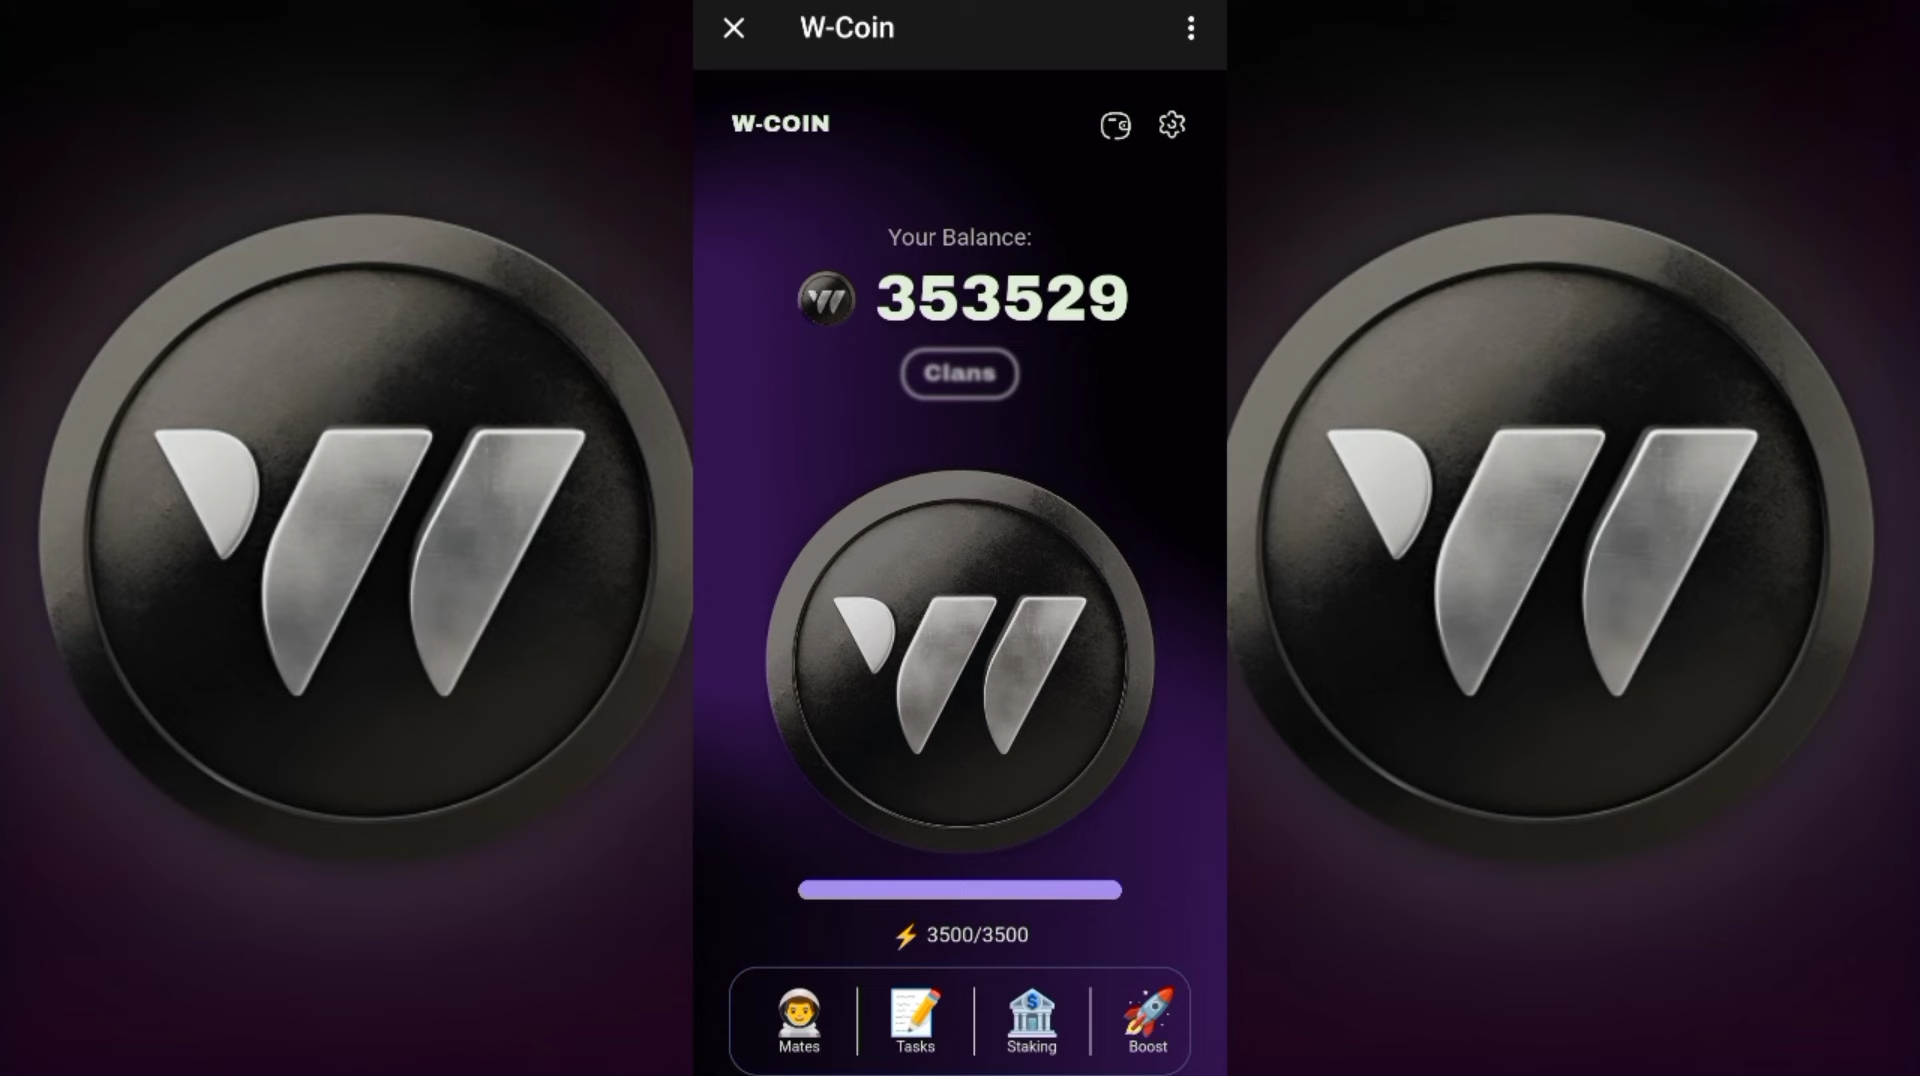 W-Coin
W-COIN
Your Balance:
353529
Clans
3500/3500
Mates
Tasks
Staking
Boost